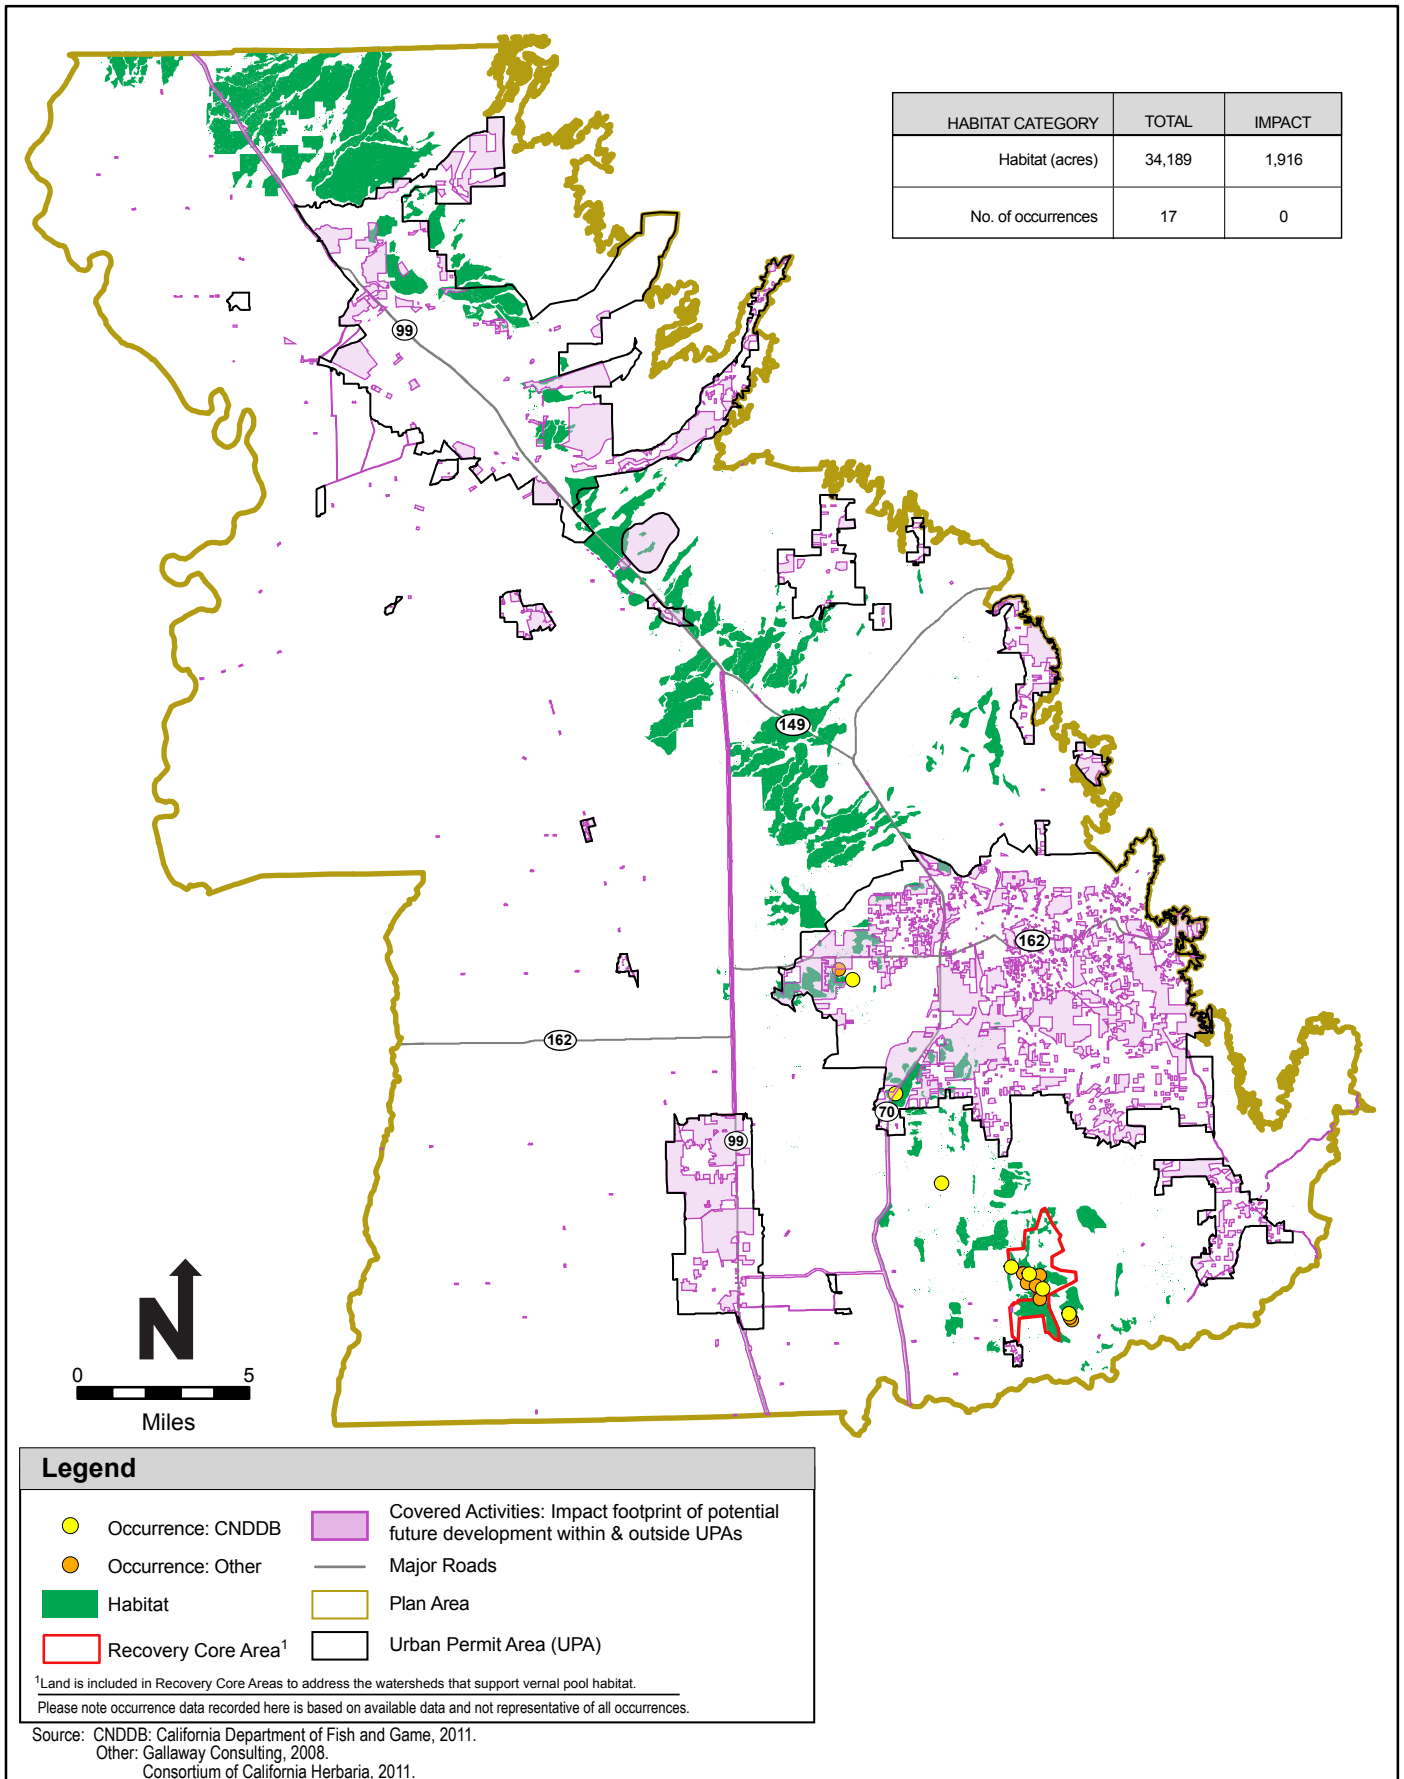 HABITAT CATEGORY TOTAL IMPACT
Habitat (acres) 34,189 1,916
No. of occurrences 17 0
99
149
162
162
70
99
N
0 5
Miles
Legend
Occurrence: CNDDB
Occurrence: Other
Habitat
Recovery Core Area¹
Covered Activities: Impact footprint of potential
future development within & outside UPAs
Major Roads
Plan Area
Urban Permit Area (UPA)
¹Land is included in Recovery Core Areas to address the watersheds that support vernal pool habitat.
Please note occurrence data recorded here is based on available data and not representative of all occurrences.
Source: CNDDB: California Department of Fish and Game, 2011.
Other: Gallaway Consulting, 2008.
Consortium of California Herbaria, 2011.